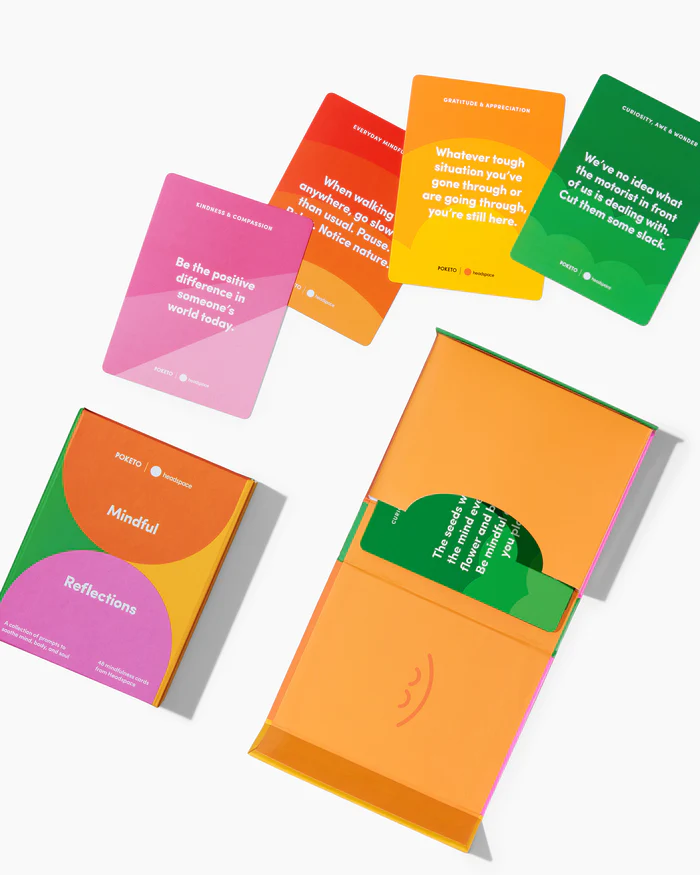 KINDNESS & COMPASSION
Be the positive
difference in
someone's
world today.
POKETO headspace
EVERYDAY
When walking
anywhere, go slow
than usual. Pause.
Notice nature.
headspace
GRATITUDE & APPRECIATION
Whatever tough
situation you've
gone through or
are going through,
you're still here.
POKETO headspace
CURIOSITY, AWE & WONDER
We've no idea what
the motorist in front
of us is dealing with.
Cut them some slack.
POKETO headspace
POKETO headspace
Mindful
Reflections
A collection of prompts to
soothe mind, body, and soul
48 mindfulness cards
from Headspace
The seeds
the mind
flower and
Be mindful
you